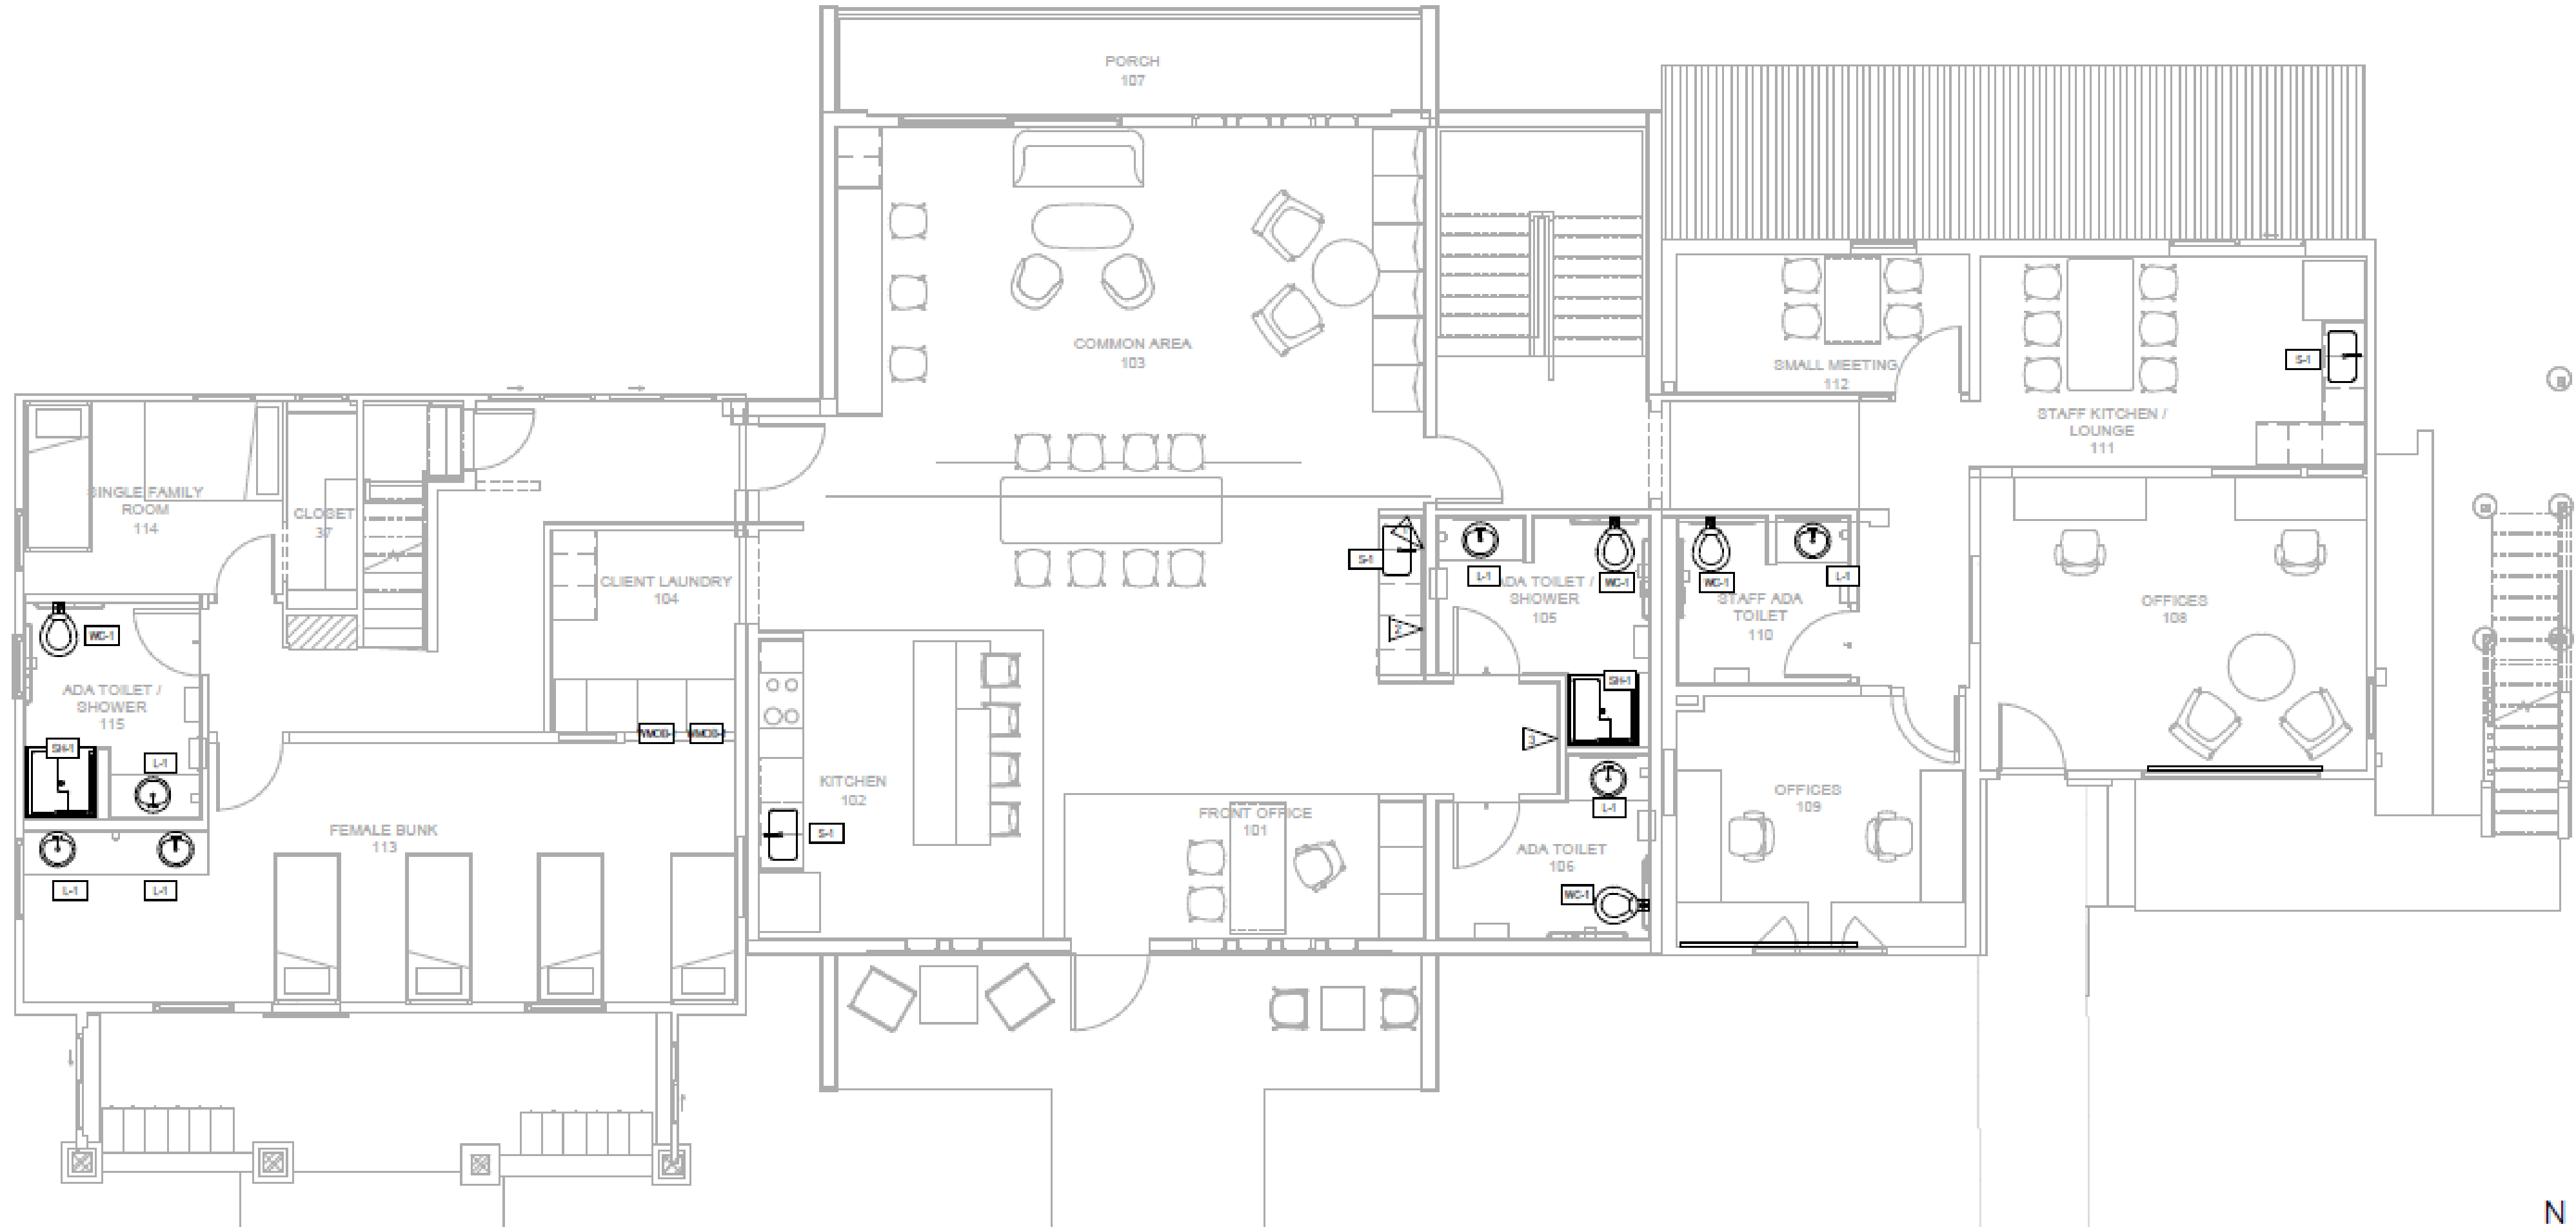 PORCH
107
COMMON AREA
103
SMALL MEETING
112
S-1
STAFF KITCHEN /
LOUNGE
111
SINGLE FAMILY
ROOM
114
CLOSET
37
CLIENT LAUNDRY
104
S-1
L-1
ADA TOILET /
SHOWER
105
WC-1
WC-1
STAFF ADA
TOILET
110
L-1
OFFICES
108
WC-1
ADA TOILET /
SHOWER
115
2
SH-1
SH-1
L-1
3
KITCHEN
102
S-1
FRONT OFFICE
101
L-1
OFFICES
109
FEMALE BUNK
113
ADA TOILET
106
L-1
L-1
WC-1
N